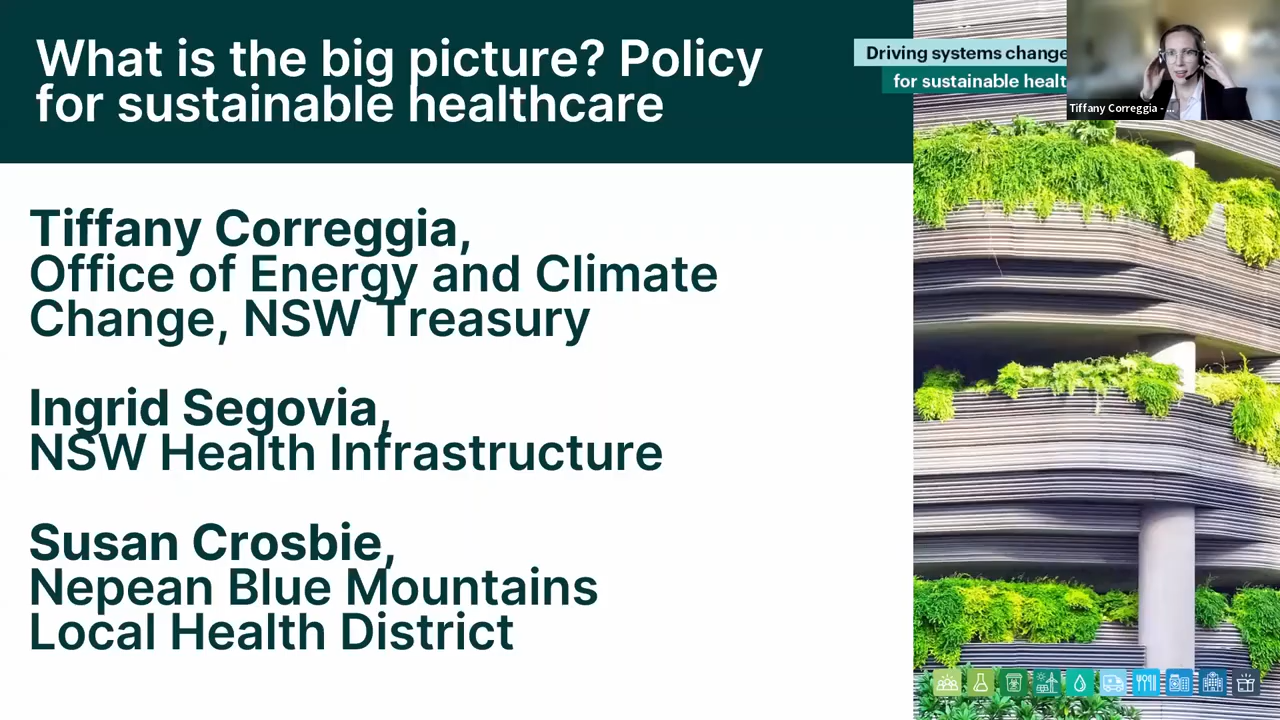 What is the big picture? Policy
for sustainable healthcare
Driving systems change
for sustainable healt
Tiffany Correggia - ...
Tiffany Correggia,
Office of Energy and Climate
Change, NSW Treasury
Ingrid Segovia,
NSW Health Infrastructure
Susan Crosbie,
Nepean Blue Mountains
Local Health District